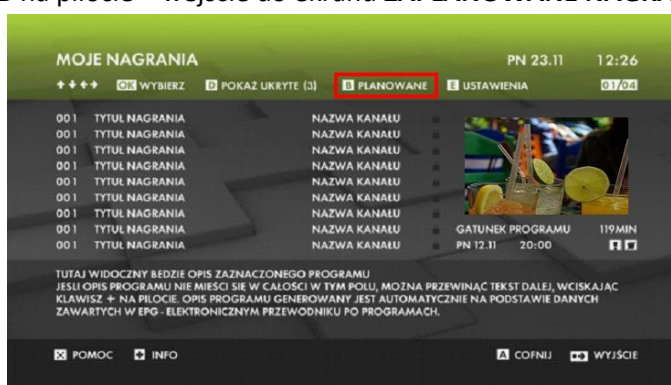 MOJE NAGRANIA PN 23.11 12:26
OK WYBIERZ D POKAŻ UKRYTE (3) B PLANOWANE E USTAWIENIA 01/04
001 TYTUŁ NAGRANIA NAZWA KANAŁU
001 TYTUŁ NAGRANIA NAZWA KANAŁU
001 TYTUŁ NAGRANIA NAZWA KANAŁU
001 TYTUŁ NAGRANIA NAZWA KANAŁU
001 TYTUŁ NAGRANIA NAZWA KANAŁU
001 TYTUŁ NAGRANIA NAZWA KANAŁU
001 TYTUŁ NAGRANIA NAZWA KANAŁU
001 TYTUŁ NAGRANIA NAZWA KANAŁU GATUNEK PROGRAMU 119MIN
001 TYTUŁ NAGRANIA NAZWA KANAŁU PN 12.11 20:00
TUTAJ WIDOCZNY BEDZIE OPIS ZAZNACZONEGO PROGRAMU
JESLI OPIS PROGRAMU NIE MIEŚCI SIĘ W CAŁOŚCI W TYM POLU, MOŻNA PRZEWINĄC TEKST DALEJ, WCISKAJĄC
KLAWISZ + NA PILOCIE. OPIS PROGRAMU GENEROWANY JEST AUTOMATYCZNIE NA PODSTAWIE DANYCH
ZAWARTYCH W EPG - ELEKTRONICZNYM PRZEWODNIKU PO PROGRAMACH.
POMOC INFO A COFNIJ WYJŚCIE